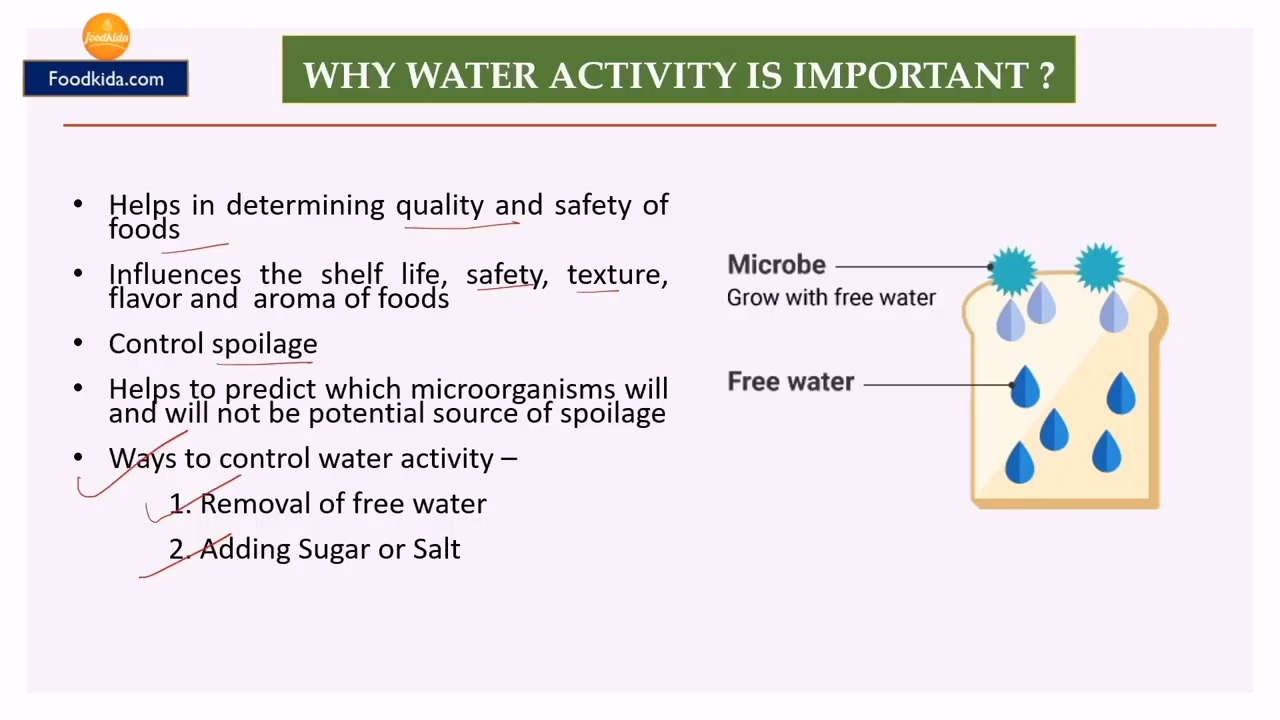 foodkida
Foodkida.com
WHY WATER ACTIVITY IS IMPORTANT ?
• Helps in determining quality and safety of
foods
• Influences the shelf life, safety, texture,
flavor and aroma of foods
• Control spoilage
• Helps to predict which microorganisms will
and will not be potential source of spoilage
• Ways to control water activity –
1. Removal of free water
2. Adding Sugar or Salt
Microbe
Grow with free water
Free water